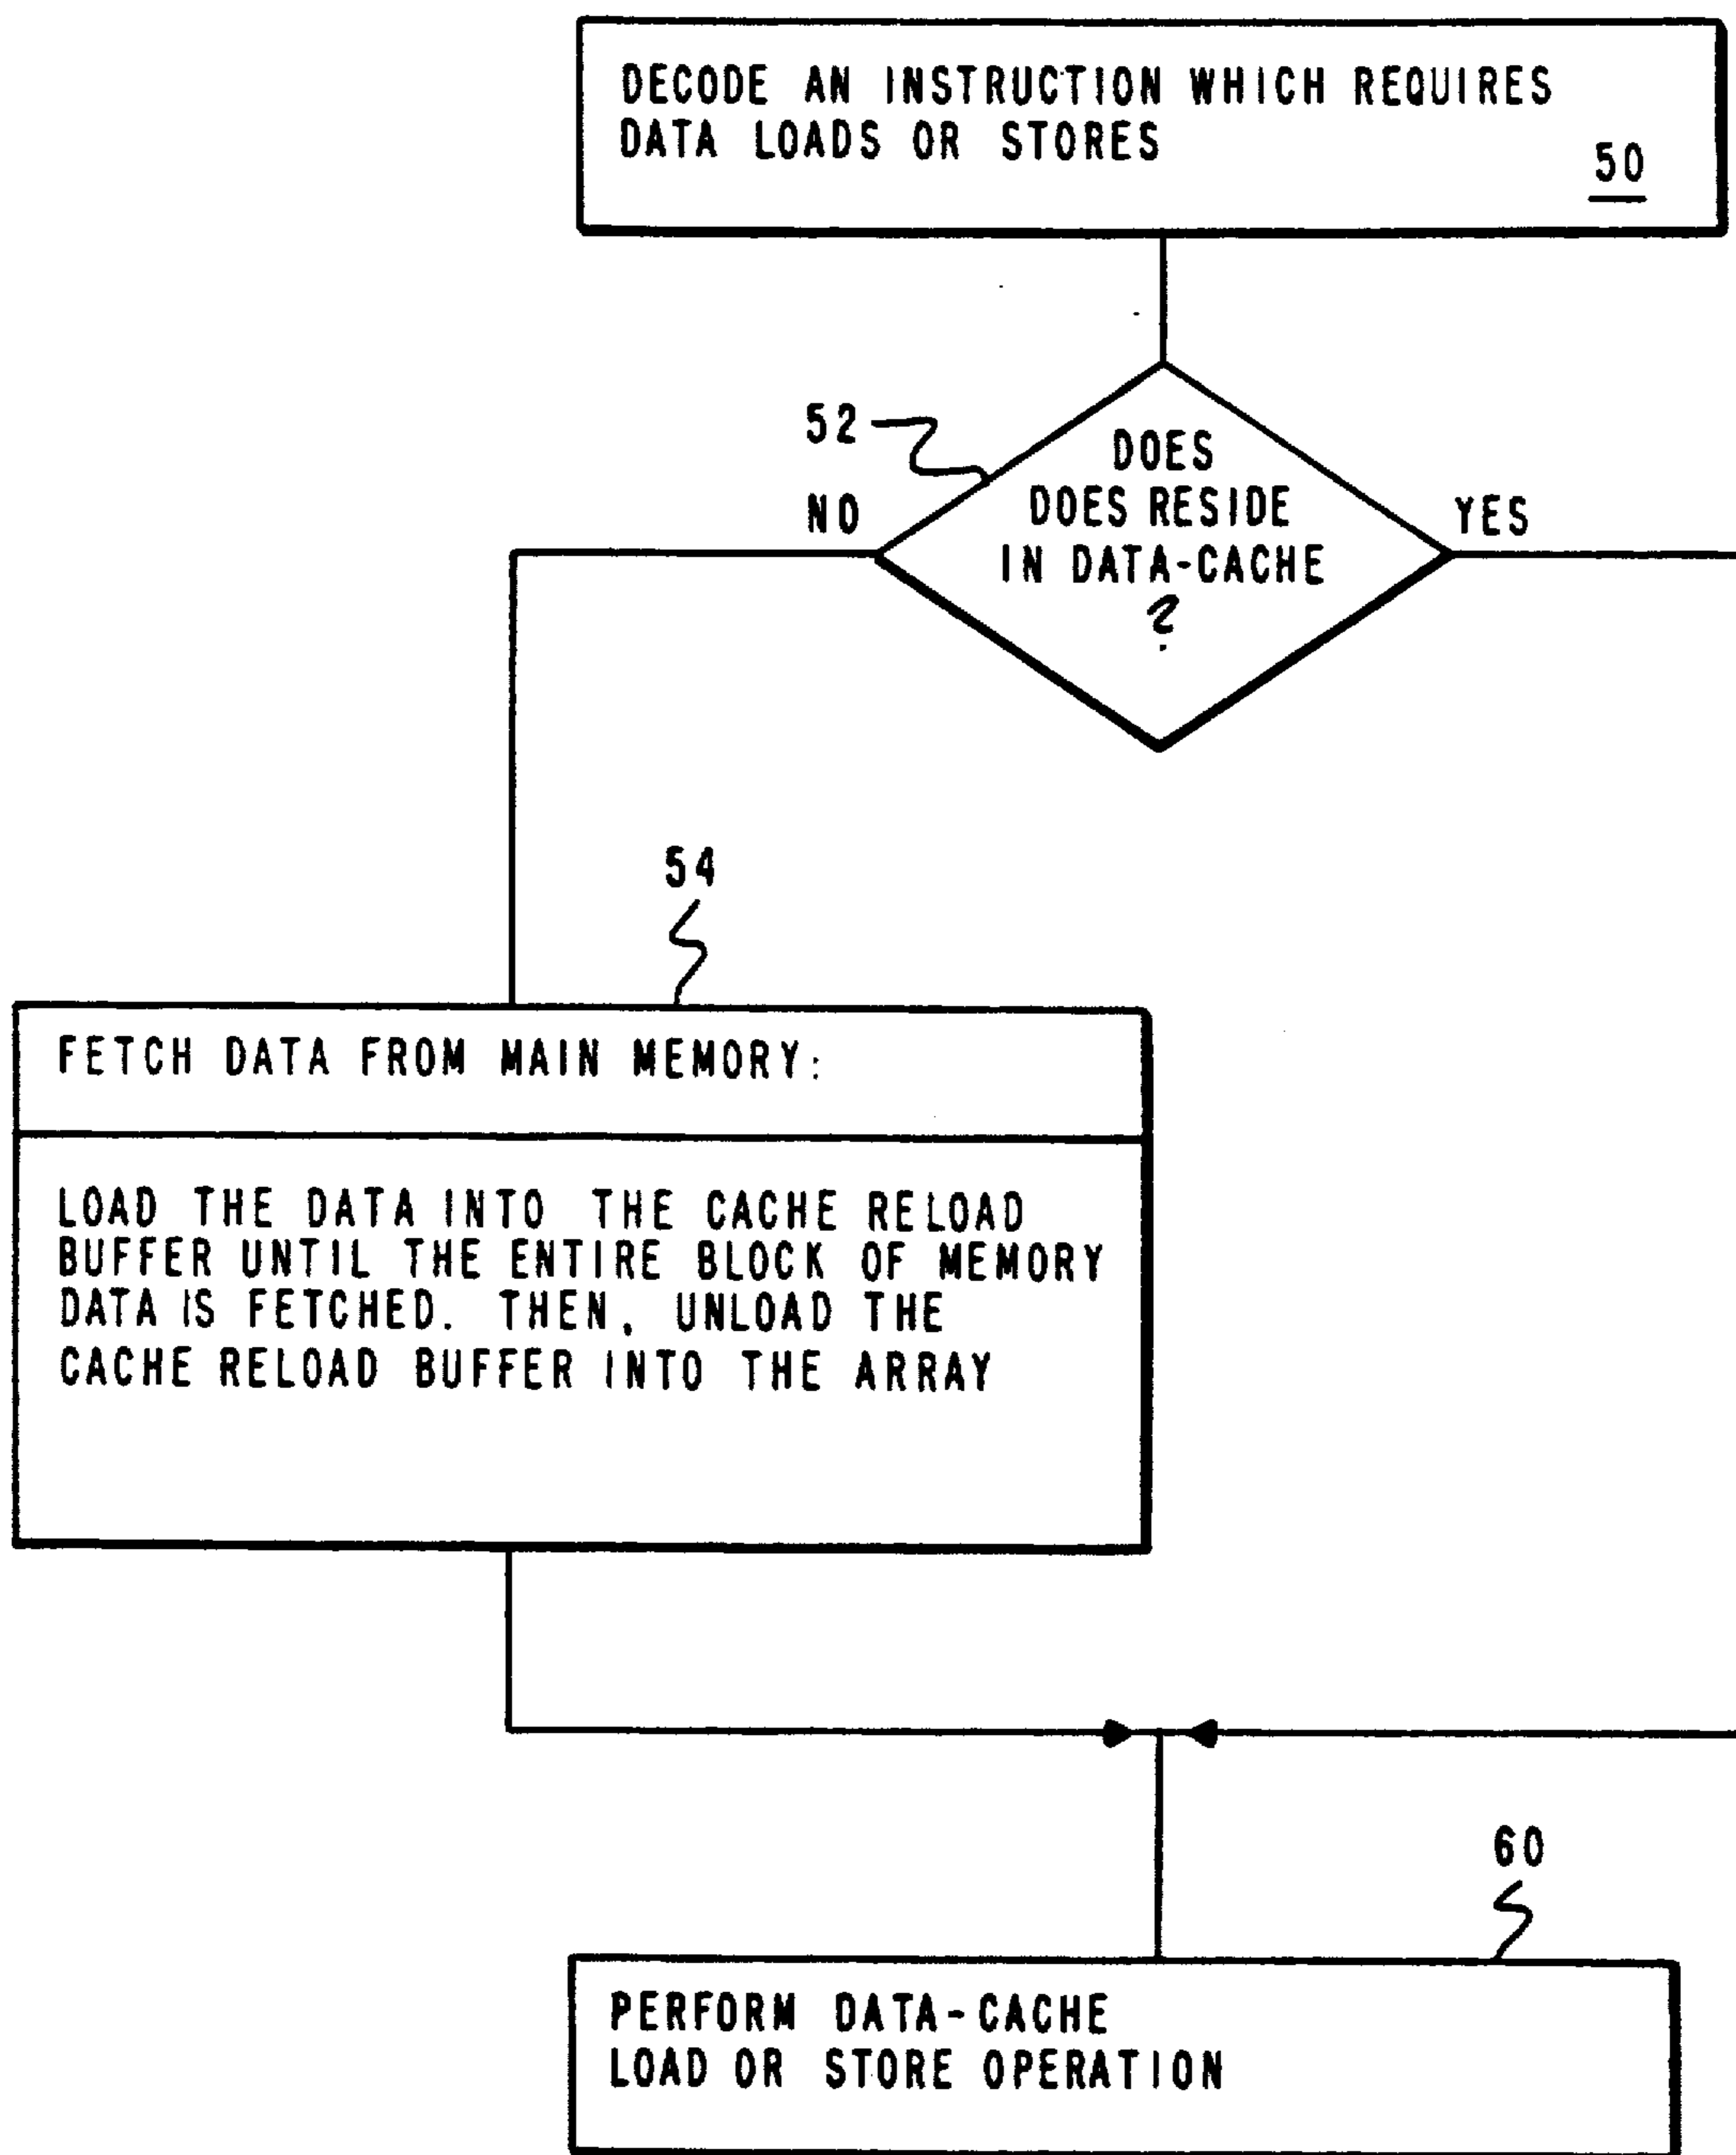 DECODE AN INSTRUCTION WHICH REQUIRES
DATA LOADS OR STORES
50
52
DOES
DOES RESIDE
IN DATA-CACHE
?
NO
YES
54
FETCH DATA FROM MAIN MEMORY:
LOAD THE DATA INTO THE CACHE RELOAD
BUFFER UNTIL THE ENTIRE BLOCK OF MEMORY
DATA IS FETCHED. THEN, UNLOAD THE
CACHE RELOAD BUFFER INTO THE ARRAY
60
PERFORM DATA-CACHE
LOAD OR STORE OPERATION